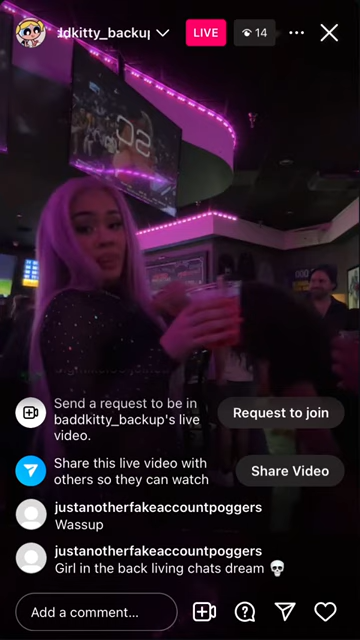 ddkitty_backup
LIVE
14
Send a request to be in
baddkitty_backup's live
video.
Request to join
Share this live video with
others so they can watch
Share Video
justanotherfakeaccountpoggers
Wassup
justanotherfakeaccountpoggers
Girl in the back living chats dream 💀
Add a comment...